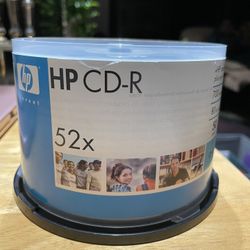 hp
invent
HP CD-R
52x